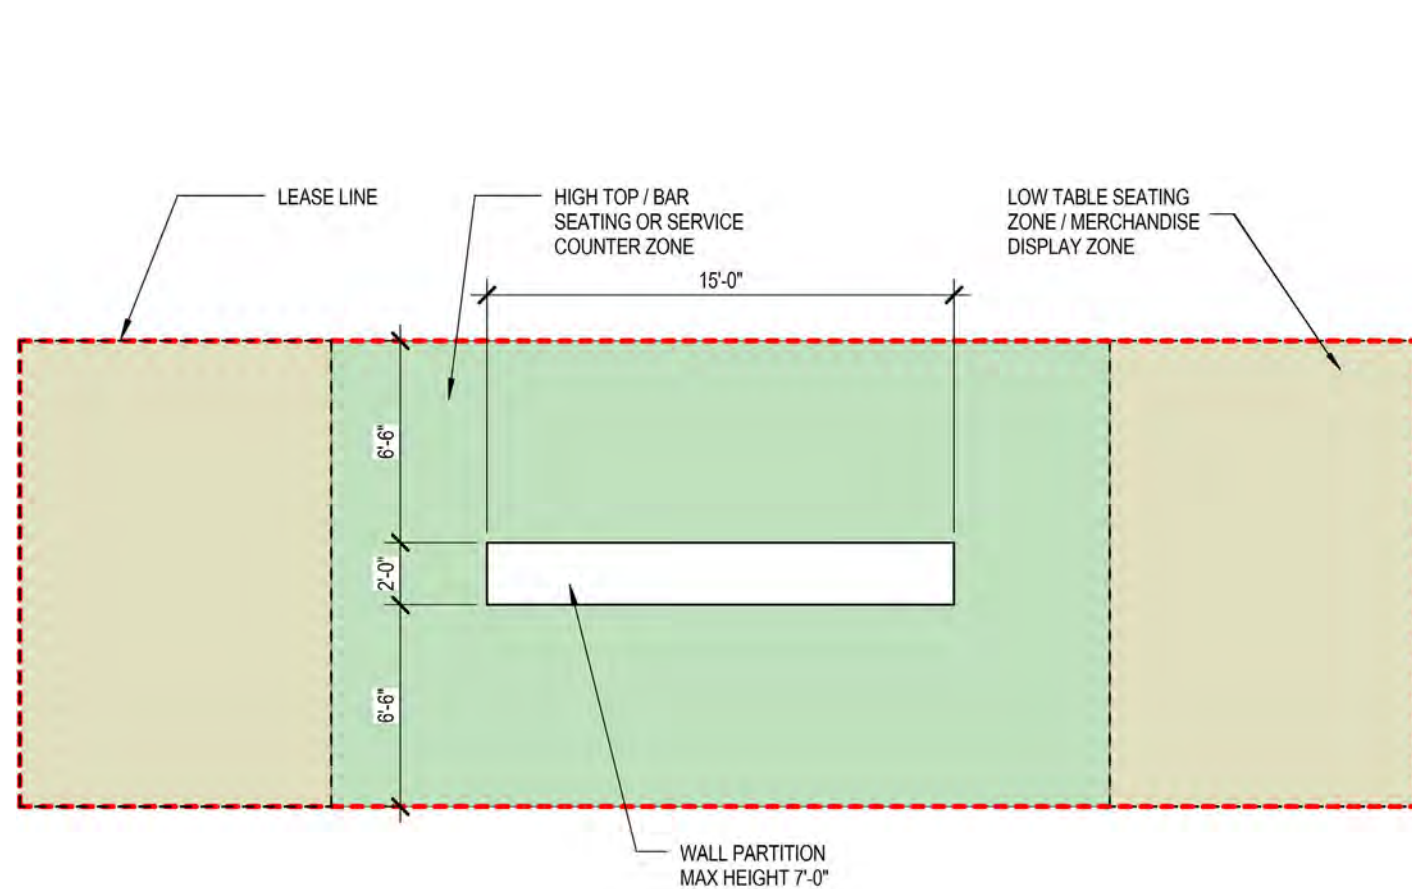 LEASE LINE
HIGH TOP / BAR
SEATING OR SERVICE
COUNTER ZONE
LOW TABLE SEATING
ZONE / MERCHANDISE
DISPLAY ZONE
15'-0"
6'-6"
2'-0"
6'-6"
WALL PARTITION
MAX HEIGHT 7'-0"